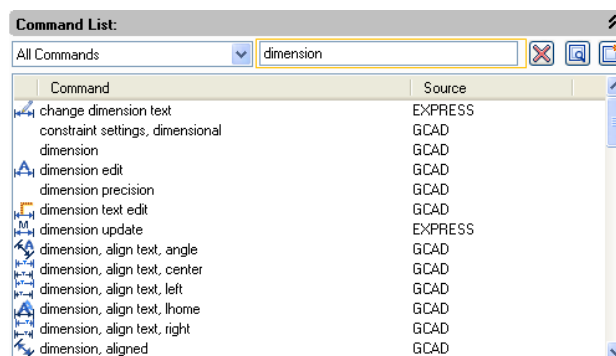 Command List:
All Commands dimension
Command Source
change dimension text EXPRESS
constraint settings, dimensional GCAD
dimension GCAD
dimension edit GCAD
dimension precision GCAD
dimension text edit GCAD
dimension update EXPRESS
dimension, align text, angle GCAD
dimension, align text, center GCAD
dimension, align text, left GCAD
dimension, align text, lhome GCAD
dimension, align text, right GCAD
dimension, aligned GCAD